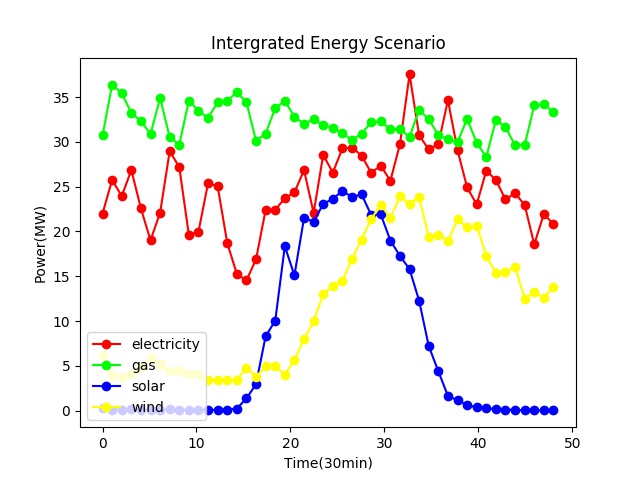 Intergrated Energy Scenario
Power(MW)
35
30
25
20
15
10
5
0
electricity
gas
solar
wind
0 10 20 30 40 50
Time(30min)